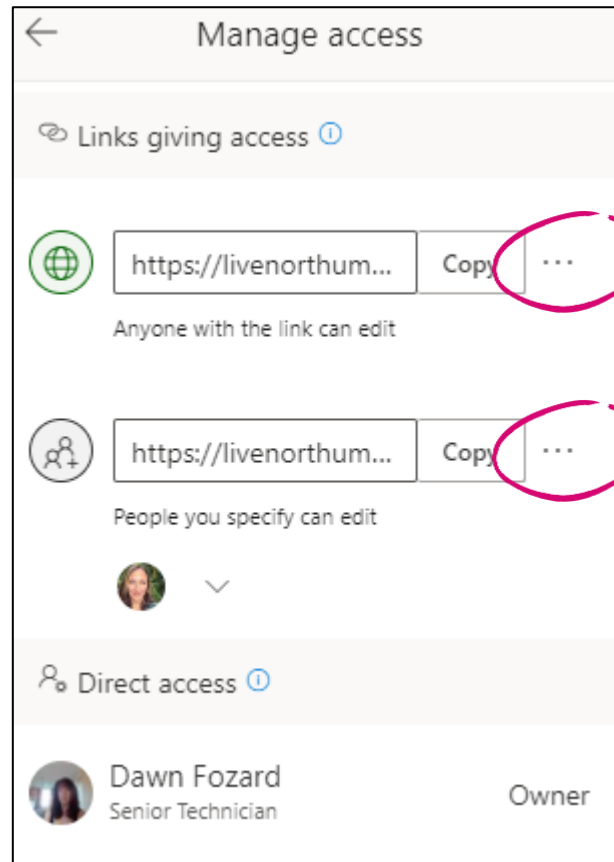 Manage access
Links giving access
https://livenorthum... Copy ...
Anyone with the link can edit
https://livenorthum... Copy ...
People you specify can edit
Direct access
Dawn Fozard
Senior Technician
Owner